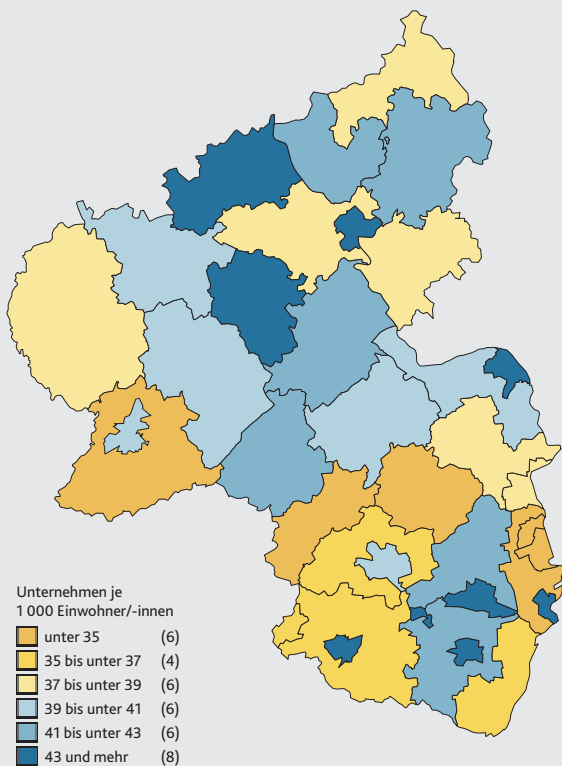 Unternehmen je
1 000 Einwohner/-innen
unter 35 (6)
35 bis unter 37 (4)
37 bis unter 39 (6)
39 bis unter 41 (6)
41 bis unter 43 (6)
43 und mehr (8)